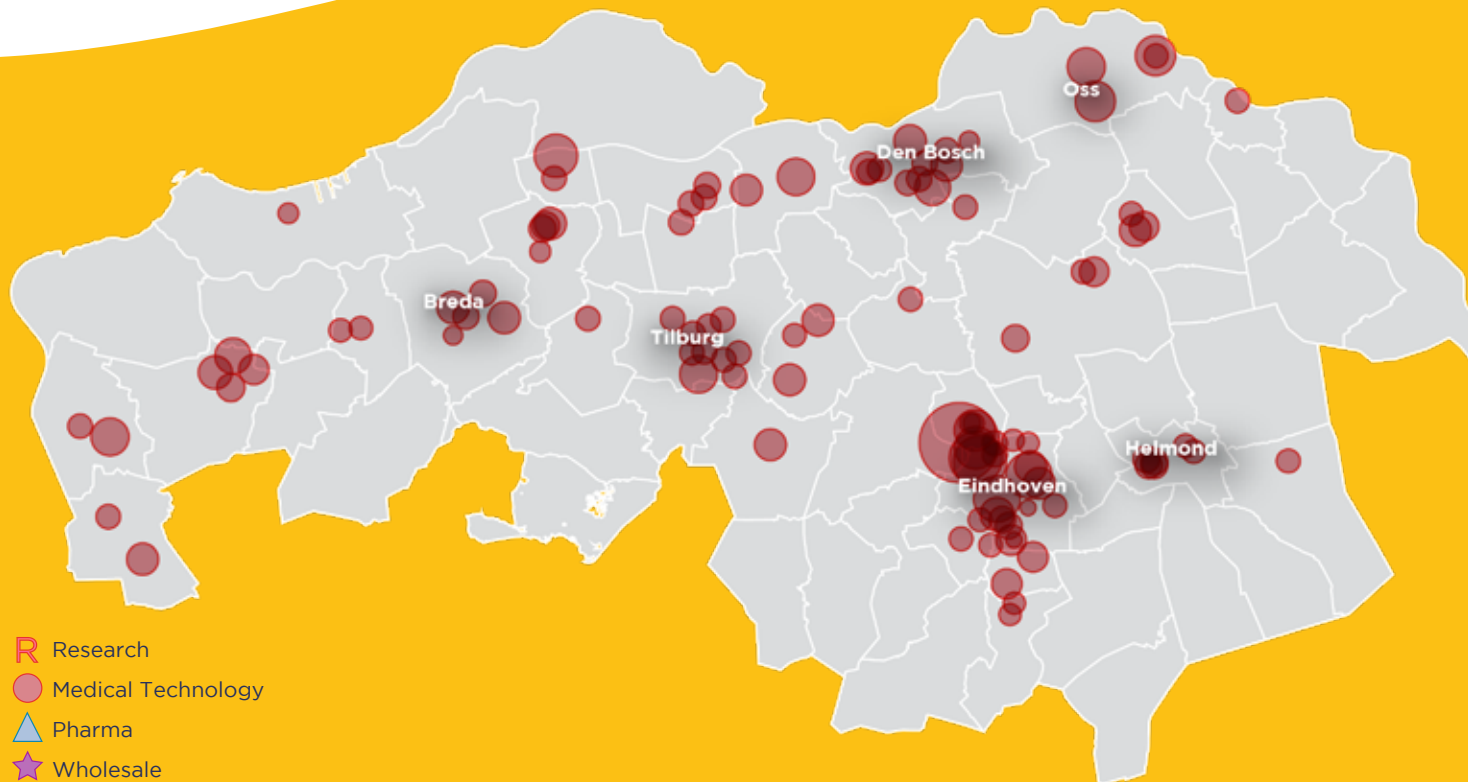 Oss
Den Bosch
Breda
Tilburg
Helmond
Eindhoven
R Research
Medical Technology
Pharma
Wholesale